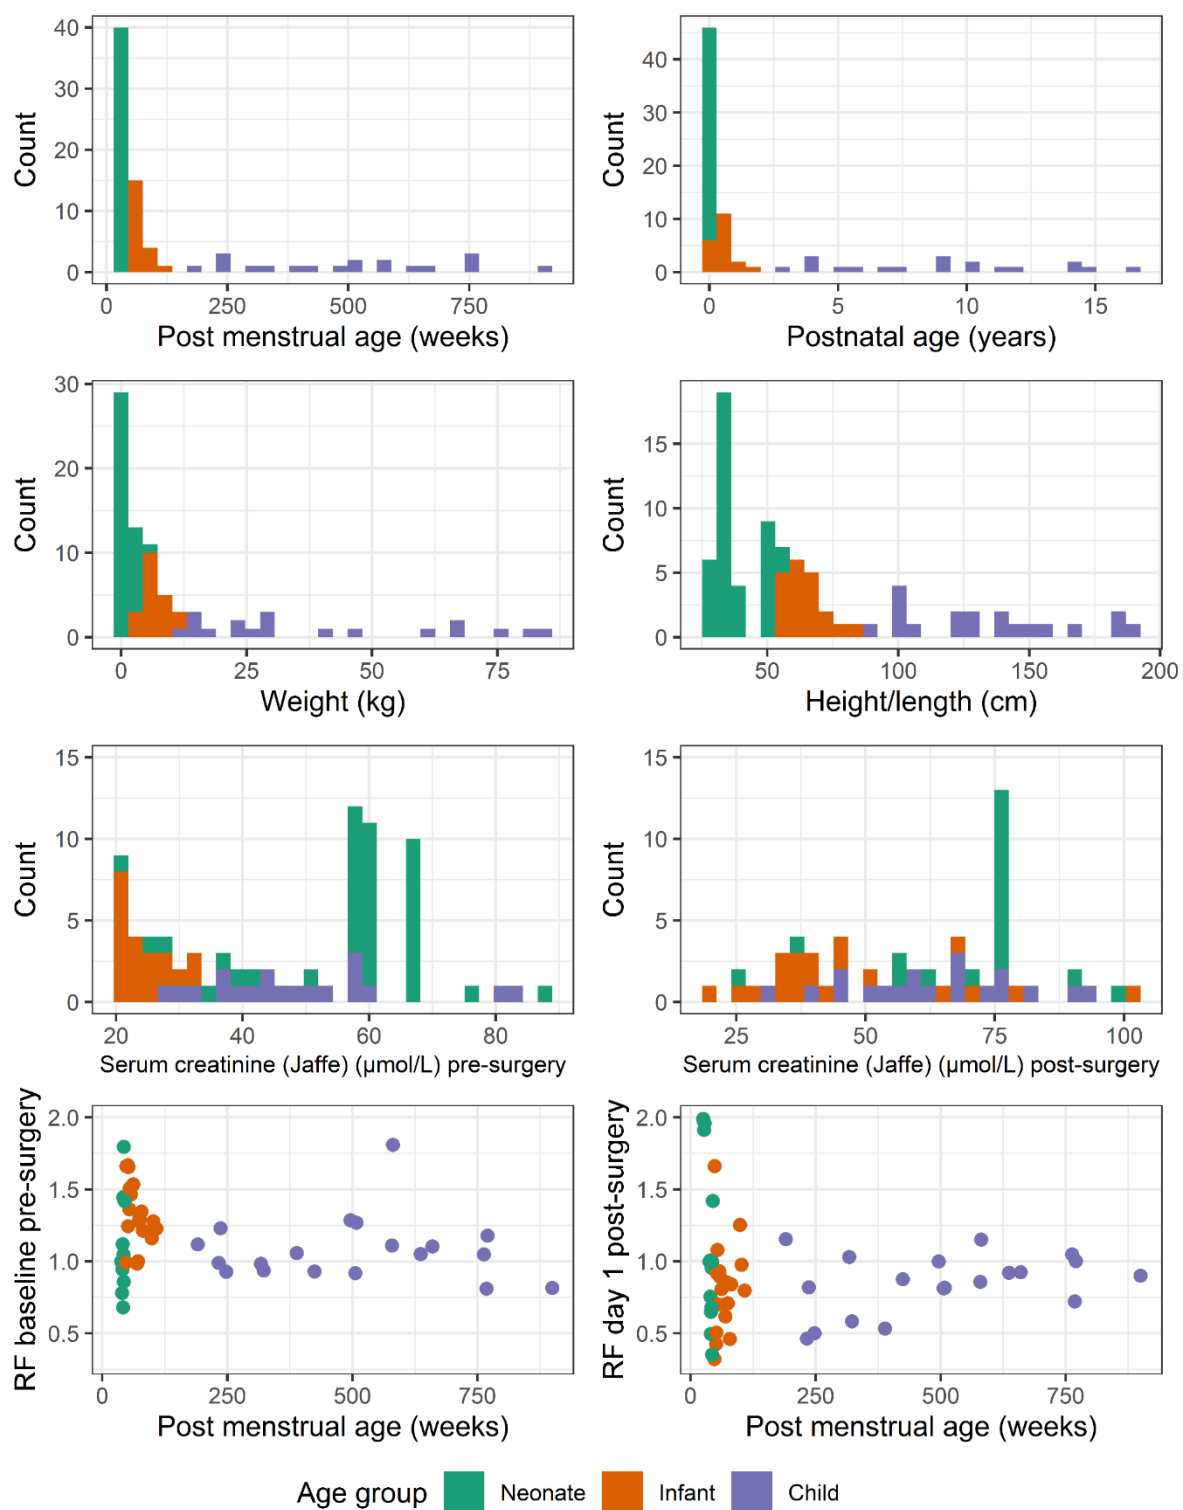 40
30
20
10
0
Count
0 250 500 750
Post menstrual age (weeks)
40
30
20
10
0
Count
0 5 10 15
Postnatal age (years)
30
20
10
0
Count
0 25 50 75
Weight (kg)
15
10
5
0
Count
50 100 150 200
Height/length (cm)
15
10
5
0
Count
20 40 60 80
Serum creatinine (Jaffe) (μmol/L) pre-surgery
15
10
5
0
Count
25 50 75 100
Serum creatinine (Jaffe) (μmol/L) post-surgery
2.0
1.5
1.0
0.5
RF baseline pre-surgery
0 250 500 750
Post menstrual age (weeks)
2.0
1.5
1.0
0.5
RF day 1 post-surgery
0 250 500 750
Post menstrual age (weeks)
Age group Neonate Infant Child